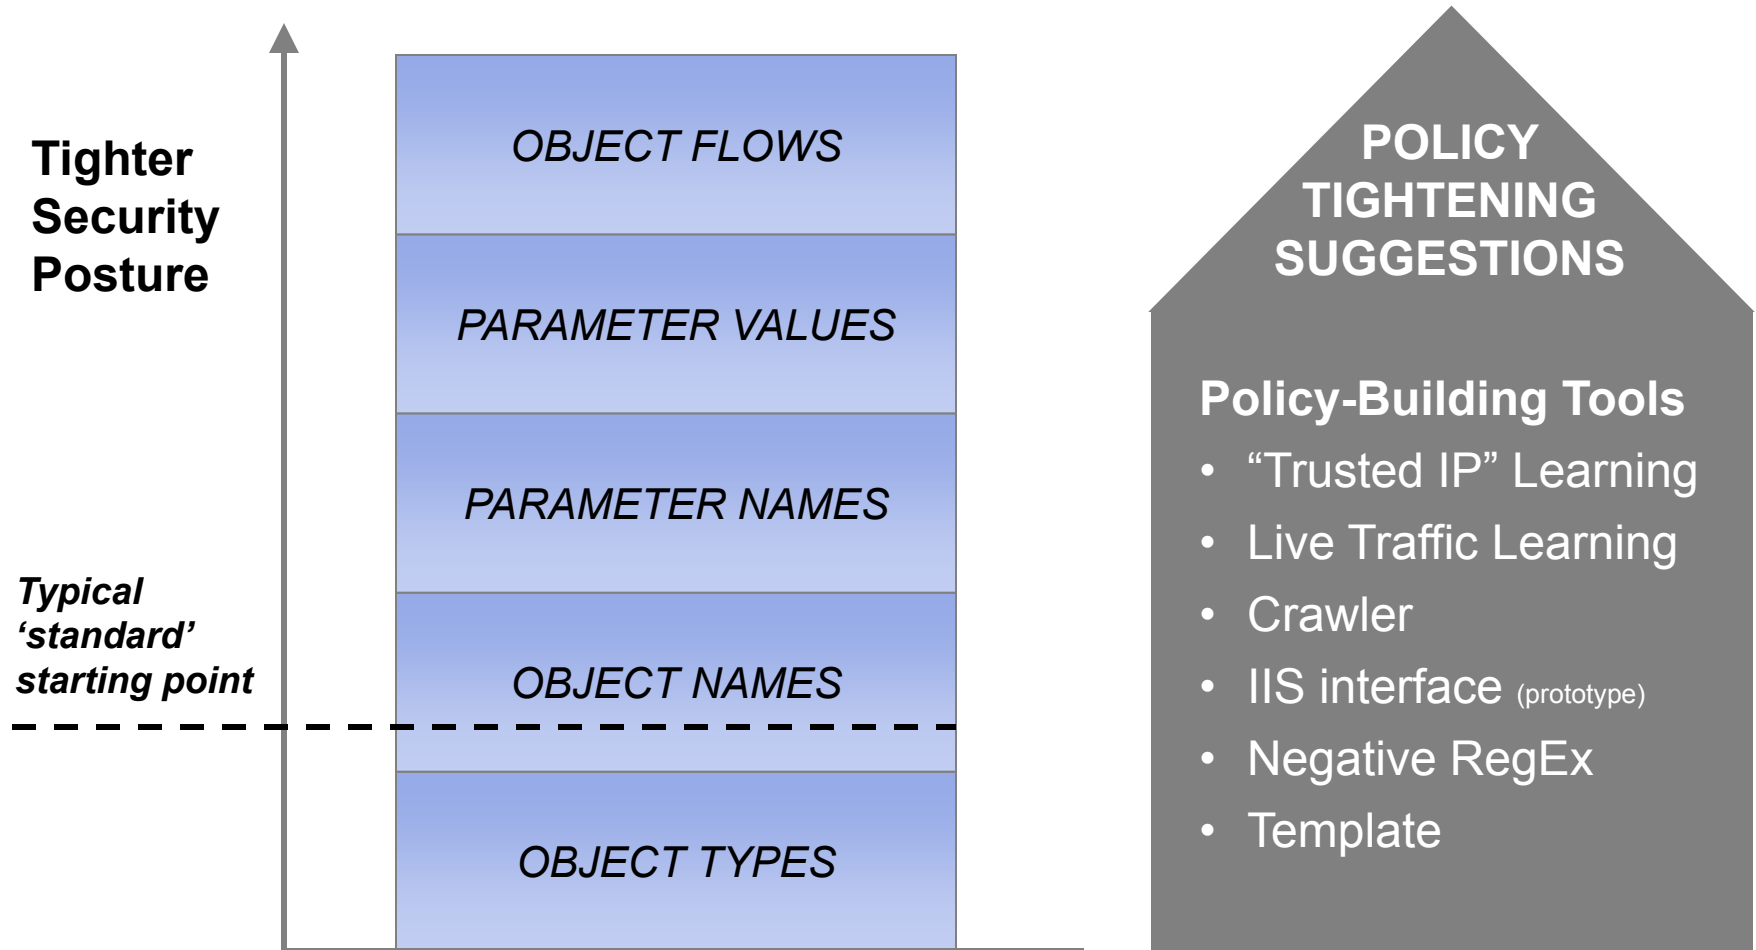 Tighter
Security
Posture
Typical
‘standard’
starting point
OBJECT FLOWS
PARAMETER VALUES
PARAMETER NAMES
OBJECT NAMES
OBJECT TYPES
POLICY
TIGHTENING
SUGGESTIONS
Policy-Building Tools
• “Trusted IP” Learning
• Live Traffic Learning
• Crawler
• IIS interface (prototype)
• Negative RegEx
• Template